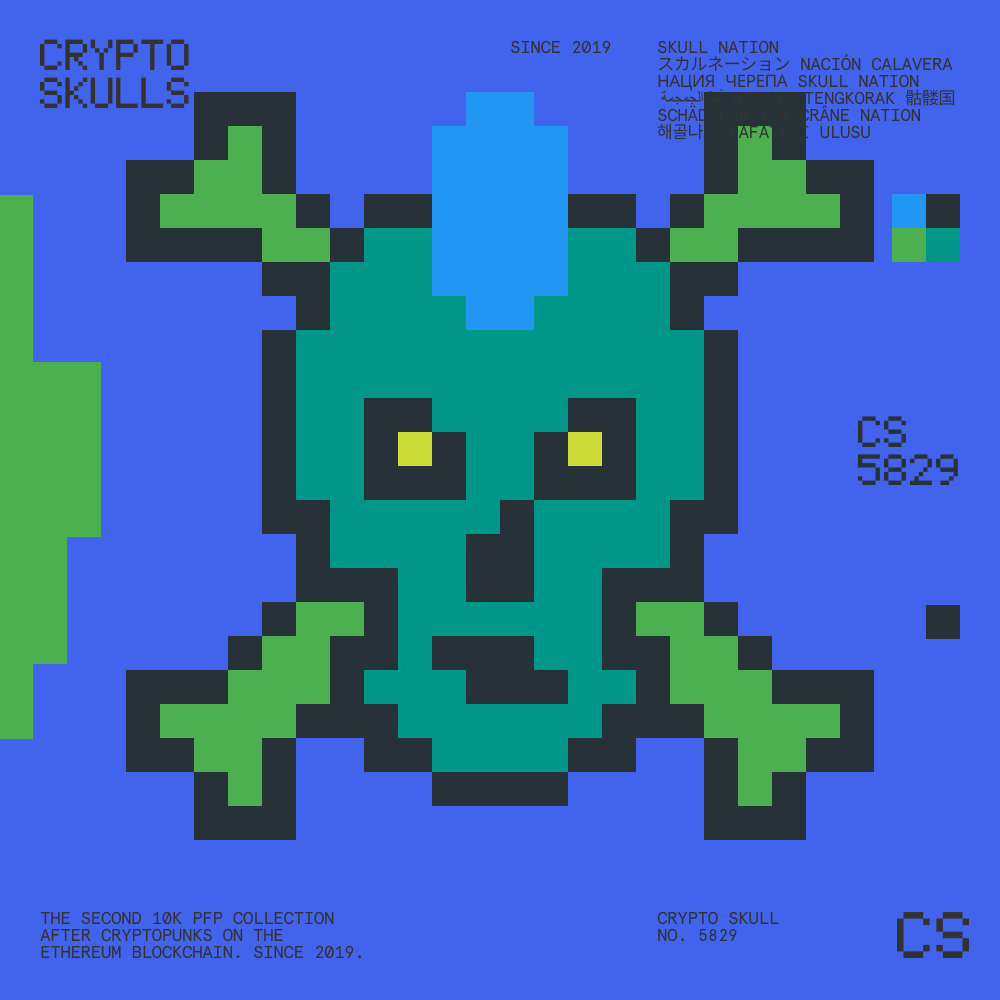 CRYPTO
SKULLS
SINCE 2019
SKULL NATION
スカルネーション NACIÓN CALAVERA
НАЦИЯ ЧЕРЕПА SKULL NATION
الجمجمة TENGKORAK 骷髅国
CRÂNE NATION
해골 ULUSU
CS
5829
THE SECOND 10K PFP COLLECTION
AFTER CRYPTOPUNKS ON THE
ETHEREUM BLOCKCHAIN. SINCE 2019.
CRYPTO SKULL
NO. 5829
CS